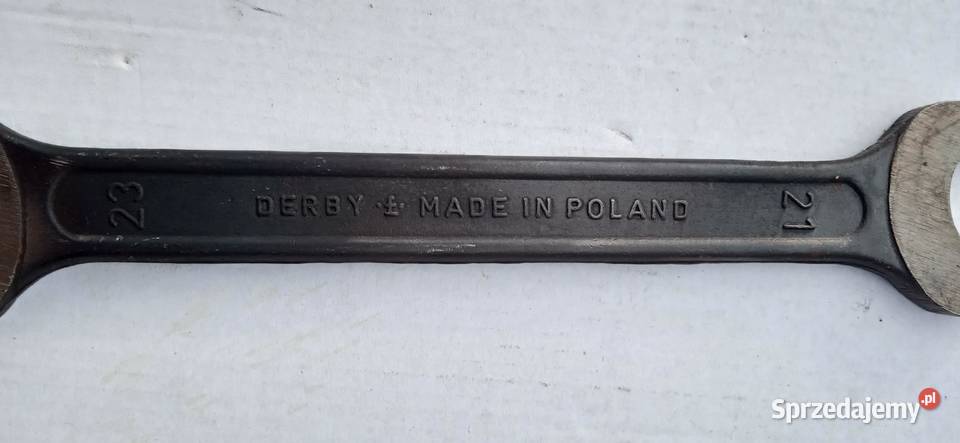 23
DERBY MADE IN POLAND
21
Sprzedajemy.pl